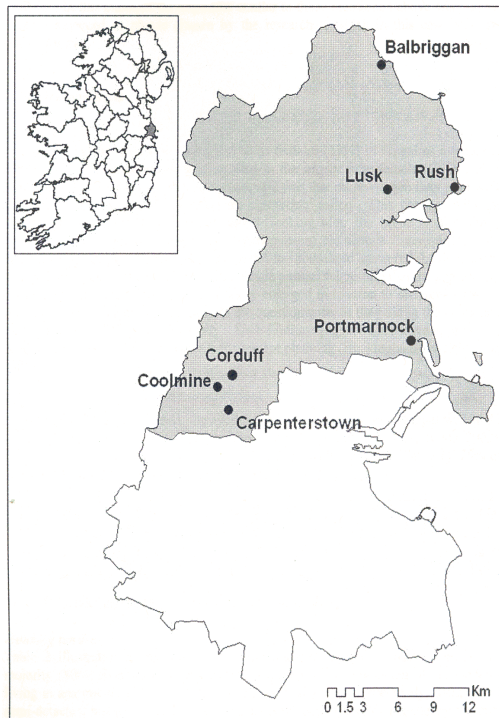 Balbriggan
Lusk
Rush
Portmarnock
Corduff
Coolmine
Carpenterstown
Km
0 1.5 3 6 9 12